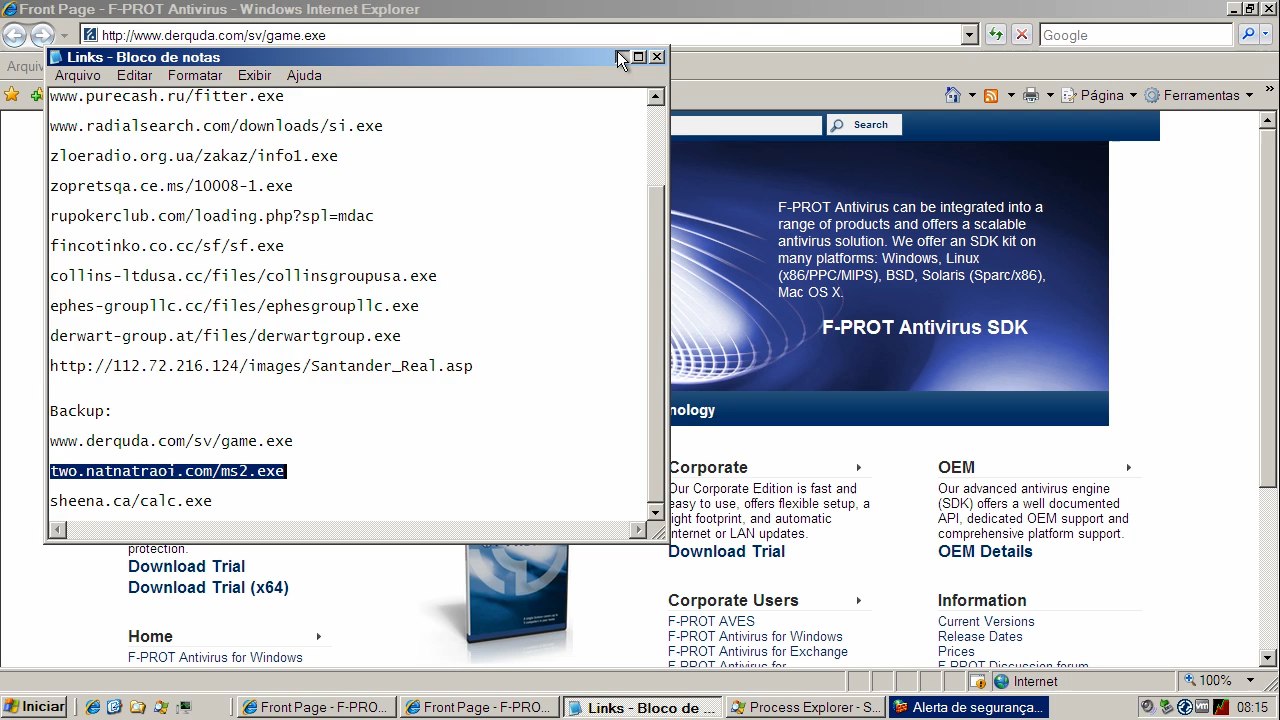 Front Page - F-PROT Antivirus - Windows Internet Explorer
http://www.derquda.com/sv/game.exe
Google
Links - Bloco de notas
Arquivo Editar Formatar Exibir Ajuda
www.purecash.ru/fitter.exe
www.radialsearch.com/downloads/si.exe
zloeradio.org.ua/zakaz/info1.exe
zopretsqa.ce.ms/10008-1.exe
rupokerclub.com/loading.php?spl=mdac
fincotinko.co.cc/sf/sf.exe
collins-ltdusa.cc/files/collinsgroupusa.exe
ephes-groupllc.cc/files/ephesgroupllc.exe
derwart-group.at/files/derwartgroup.exe
http://112.72.216.124/images/Santander_Real.asp
Backup:
www.derquda.com/sv/game.exe
two.natnatraoi.com/ms2.exe
sheena.ca/calc.exe
Arquiv
Página
Ferramentas
Search
F-PROT Antivirus can be integrated into a
range of products and offers a scalable
antivirus solution. We offer an SDK kit on
many platforms: Windows, Linux
(x86/PPC/MIPS), BSD, Solaris (Sparc/x86),
Mac OS X.
F-PROT Antivirus SDK
nology
protection.
Download Trial
Download Trial (x64)
Home
F-PROT Antivirus for Windows
Corporate
Our Corporate Edition is fast and
easy to use, offers flexible setup, a
ight footprint, and automatic
nternet or LAN updates.
Download Trial
Corporate Users
F-PROT AVES
F-PROT Antivirus for Windows
F-PROT Antivirus for Exchange
F-PROT Antivirus for
OEM
Our advanced antivirus engine
(SDK) offers a well documented
API, dedicated OEM support and
comprehensive platform support.
OEM Details
Information
Current Versions
Release Dates
Prices
F-PROT Discussion forum
Internet
100%
Iniciar
Front Page - F-PRO...
Front Page - F-PRO...
Links - Bloco de ...
Process Explorer - S...
Alerta de segurança...
08:15